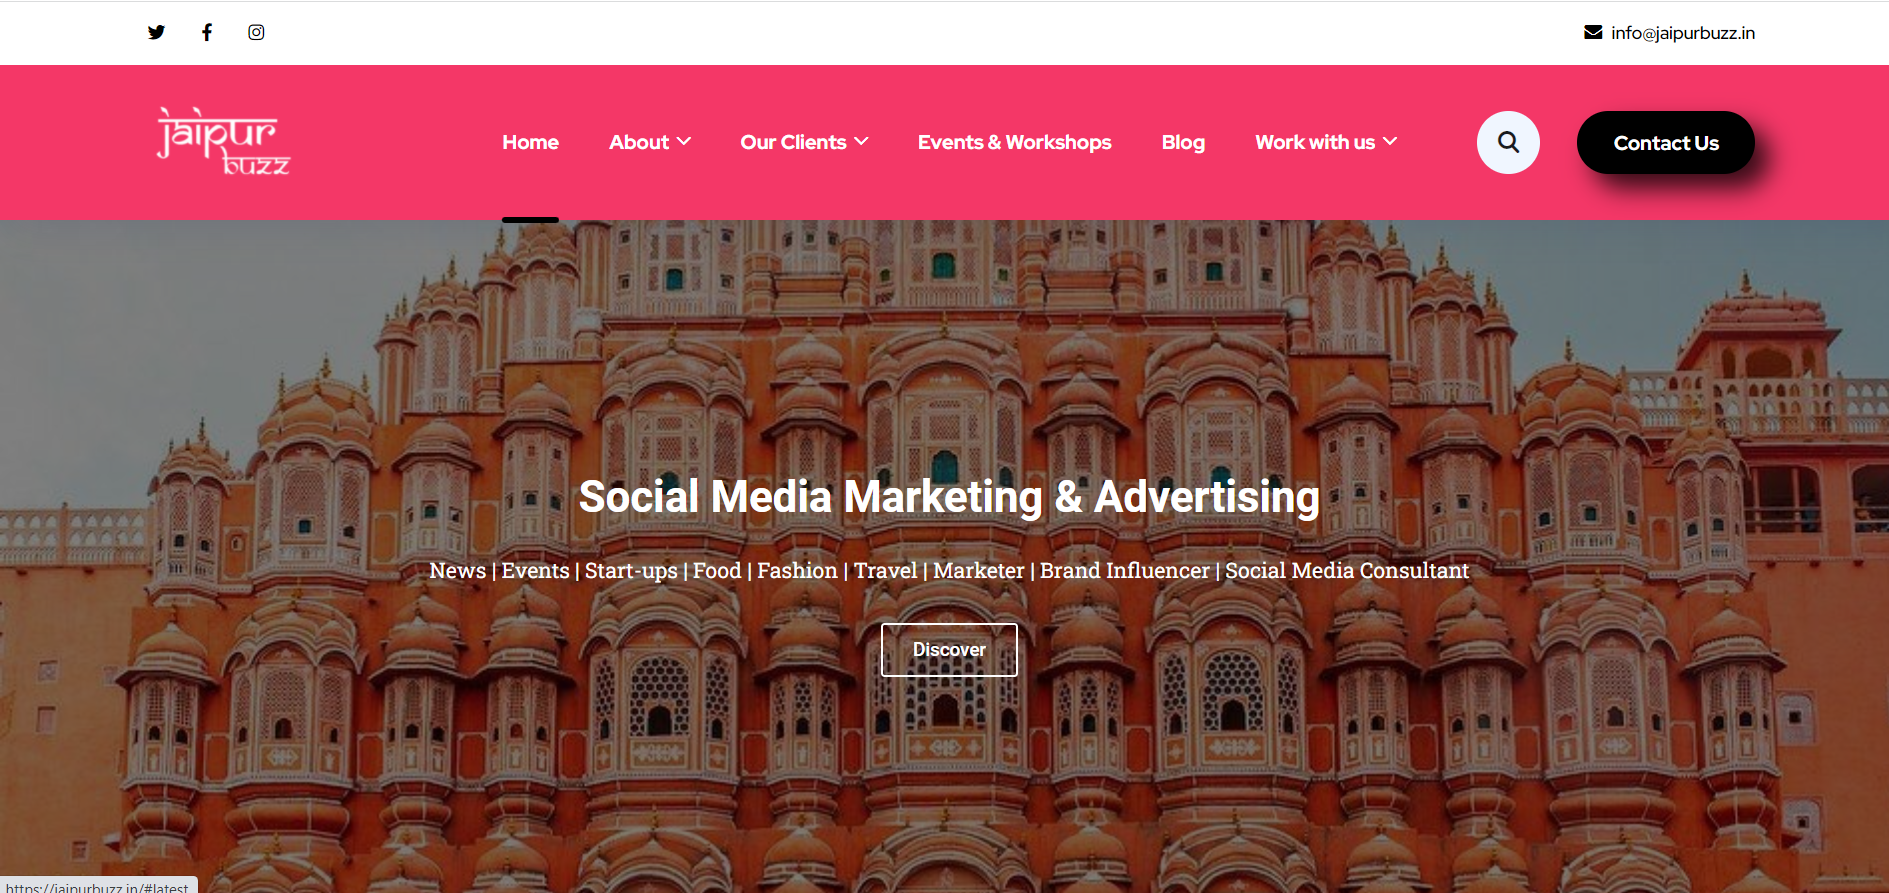 info@jaipurbuzz.in
jaipur
buzz
Home About Our Clients Events & Workshops Blog Work with us Contact Us
Social Media Marketing & Advertising
News | Events | Start-ups | Food | Fashion | Travel | Marketer | Brand Influencer | Social Media Consultant
Discover
https://jaipurbuzz.in/#latest